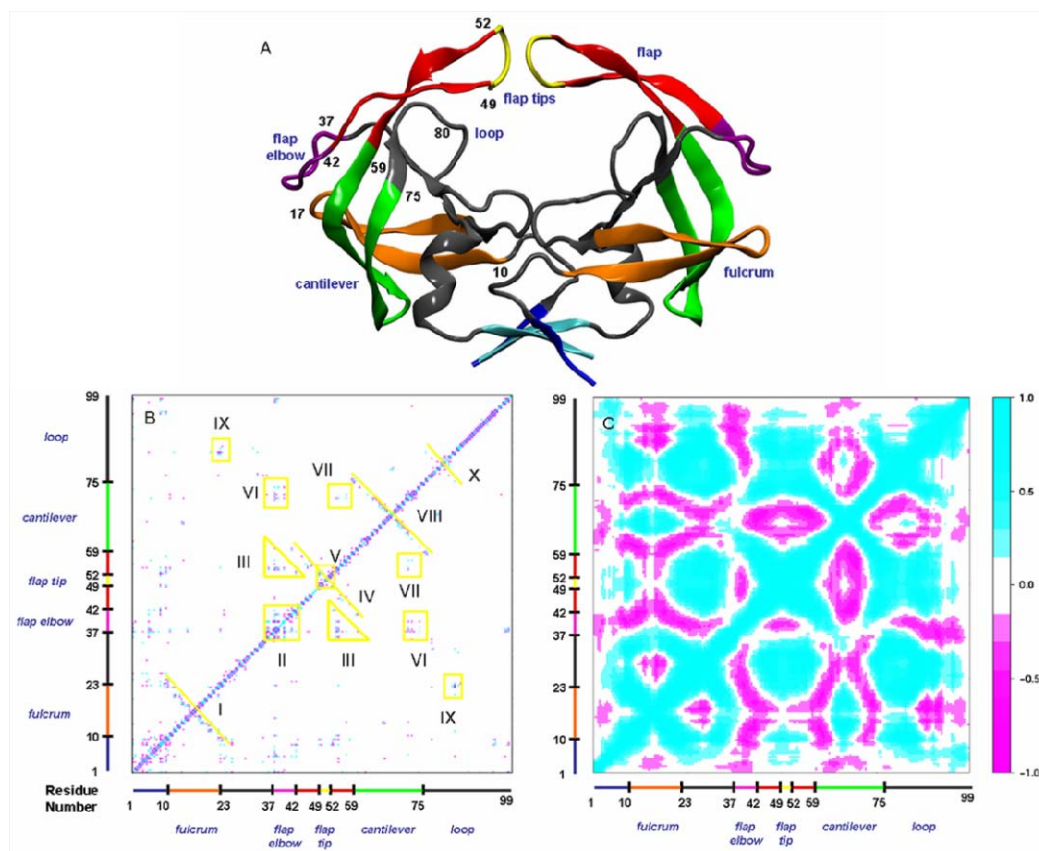 A
52
flap
49
flap tips
37
80
loop
flap
elbow
42
59
75
17
10
cantilever
fulcrum
99
loop
75
cantilever
59
52
flap tip
49
42
flap elbow
37
23
fulcrum
10
1
B
IX
X
VII
VI
VIII
V
III
IV
VII
II
III
VI
I
IX
Residue
Number
1 10 23 37 42 49 52 59 75 99
fulcrum flap elbow flap tip cantilever loop
99
75
59
52
49
42
37
23
10
1
C
1 10 23 37 42 49 52 59 75 99
fulcrum flap elbow flap tip cantilever loop
1.0
0.5
0.0
−0.5
−1.0